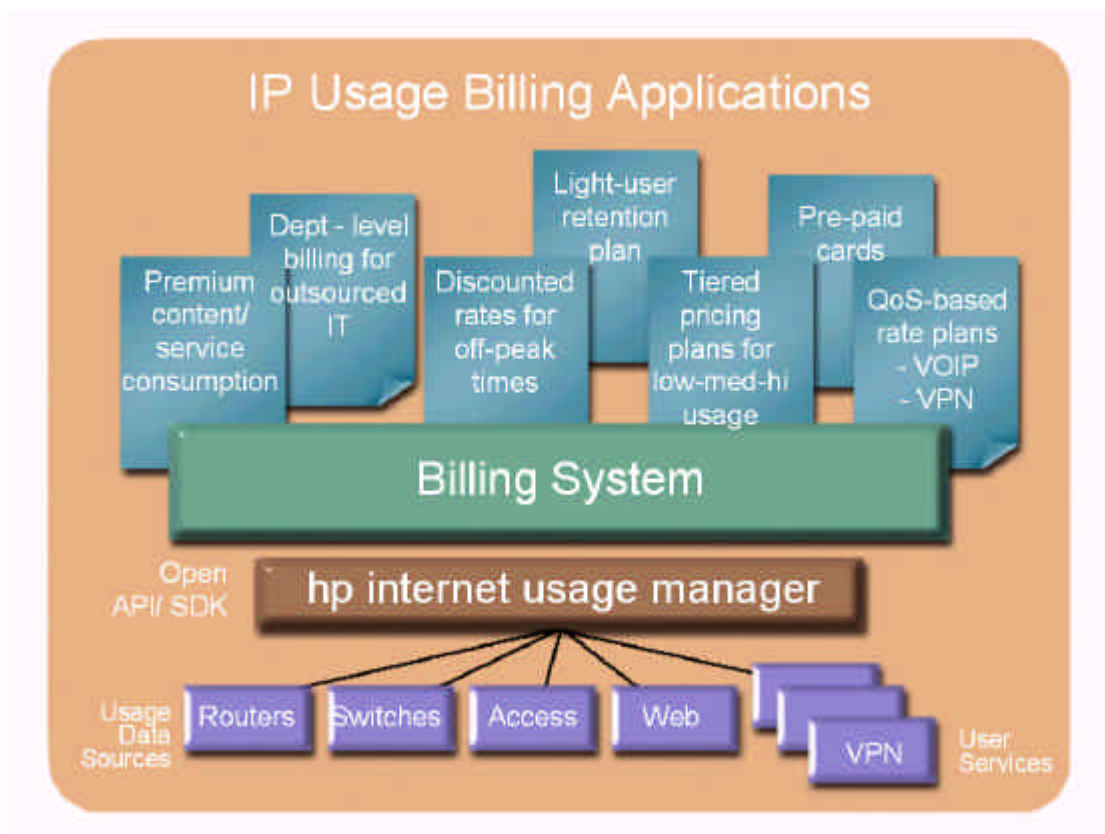 IP Usage Billing Applications
Premium
content/
service
consumption
Dept - level
billing for
outsourced
IT
Discounted
rates for
off-peak
times
Light-user
retention
plan
Tiered
pricing
plans for
low-med-hi
usage
Pre-paid
cards
QoS-based
rate plans
- VOIP
- VPN
Billing System
Open
API/ SDK
hp internet usage manager
Usage
Data
Sources
Routers
Switches
Access
Web
VPN
User
Services